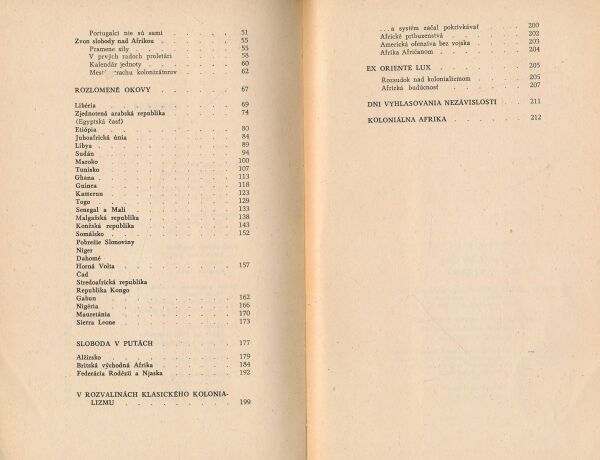 Portugalci nie sú sami . . . . . . . 51
Zvon slobody nad Afrikou . . . . . . . 55
Pramene sily . . . . . . . . . 55
V prvých radoch proletári . . . . . . 58
Kalendár jednoty . . . . . . . . 60
kolonizátorov . . . . . . 62
ROZLOMENÉ OKOVY . . . . . . . . 67
Libéria . . . . . . . . . . . 69
Zjednotená arabská republika . . . . . . 74
(Egyptská časť)
Etiópia . . . . . . . . . . . 80
Juhoafrická únia . . . . . . . . . 84
Líbya . . . . . . . . . . . 89
Sudán . . . . . . . . . . . 94
Maroko . . . . . . . . . . . 100
Tunisko . . . . . . . . . . . 107
Ghana . . . . . . . . . . . 113
Guinea . . . . . . . . . . . 118
Kamerun . . . . . . . . . . . 123
Togo . . . . . . . . . . . 129
Senegal a Mali . . . . . . . . . 133
Malgašská republika . . . . . . . . 138
Konžská republika . . . . . . . . 143
Somálsko . . . . . . . . . . 152
Pobrežie Slonoviny
Niger
Dahomé
Horná Volta . . . . . . . . . 157
Čad
Stredoafrická republika
Republika Kongo
Gabun . . . . . . . . . . . 162
Nigéria . . . . . . . . . . . 166
Mauretánia . . . . . . . . . . 170
Sierra Leone . . . . . . . . . . 173
SLOBODA V PUTÁCH . . . . . . . . 177
Alžírsko . . . . . . . . . . . 179
Britská východná Afrika . . . . . . . 184
Federácia Rodézií a Njaska . . . . . . 192
V ROZVALINÁCH KLASICKÉHO KOLONIA-
LIZMU . . . . . . . . . . 199
. . . a systém začal pokrivkávať . . . 200
Africké príbuzenstvá . . . . . . . 202
Americká ofenzíva bez vojska . . . . . 203
Afrika Afričanom . . . . . . . . 204
EX ORIENTE LUX . . . . . . . . 205
Rozsudok nad kolonializmom . . . . . 205
Africká budúcnosť . . . . . . . . 207
DNI VYHLASOVANIA NEZÁVISLOSTI . . . . 211
KOLONIÁLNA AFRIKA . . . . . . . 212